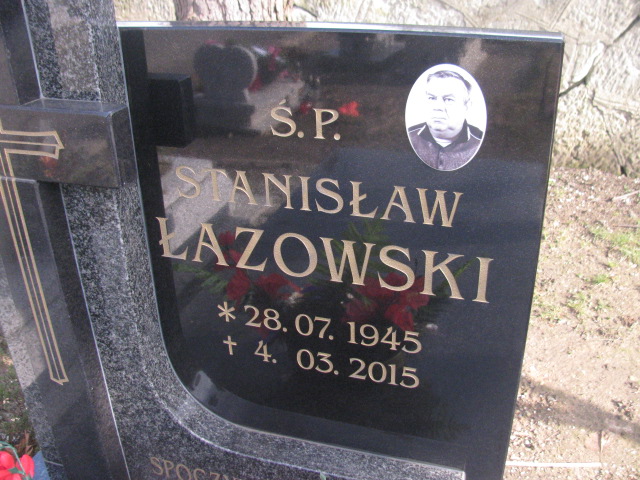 Ś.P.
STANISŁAW
ŁAZOWSKI
* 28.07.1945
† 4. 03.2015